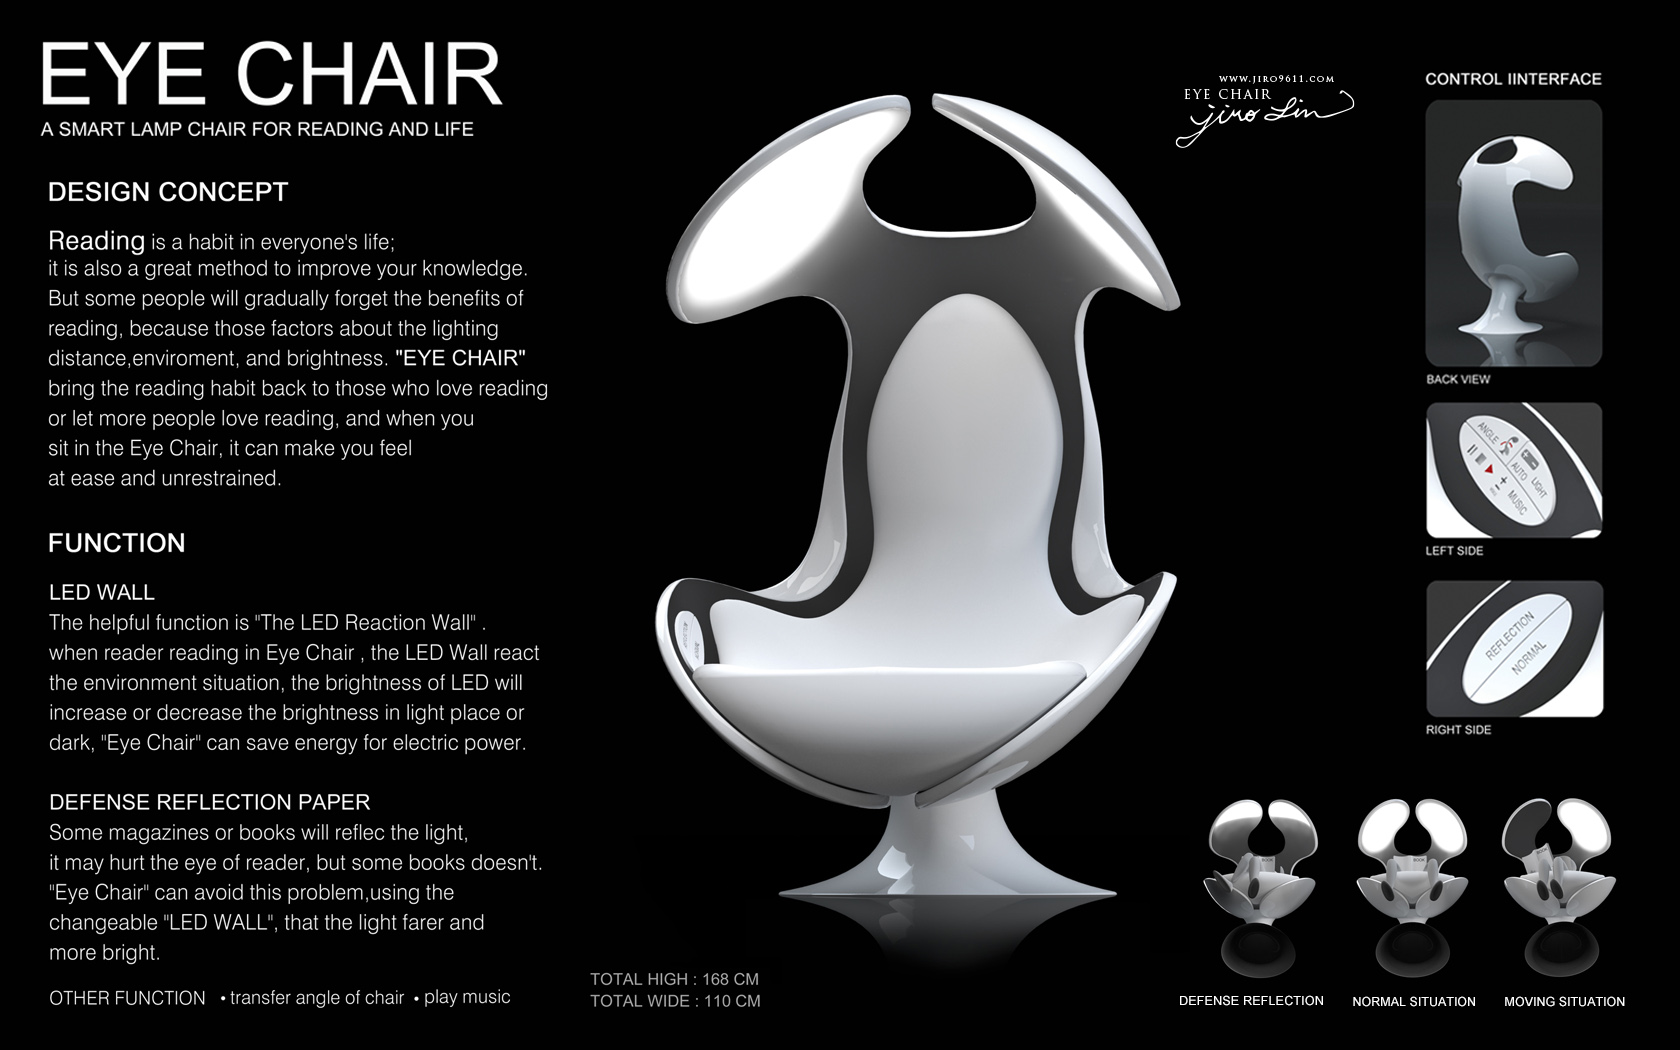 EYE CHAIR
A SMART LAMP CHAIR FOR READING AND LIFE
DESIGN CONCEPT
Reading is a habit in everyone's life;
it is also a great method to improve your knowledge.
But some people will gradually forget the benefits of
reading, because those factors about the lighting
distance,enviroment, and brightness. "EYE CHAIR"
bring the reading habit back to those who love reading
or let more people love reading, and when you
sit in the Eye Chair, it can make you feel
at ease and unrestrained.
FUNCTION
LED WALL
The helpful function is "The LED Reaction Wall" .
when reader reading in Eye Chair , the LED Wall react
the environment situation, the brightness of LED will
increase or decrease the brightness in light place or
dark, "Eye Chair" can save energy for electric power.
DEFENSE REFLECTION PAPER
Some magazines or books will reflec the light,
it may hurt the eye of reader, but some books doesn't.
"Eye Chair" can avoid this problem,using the
changeable "LED WALL", that the light farer and
more bright.
OTHER FUNCTION • transfer angle of chair • play music
TOTAL HIGH : 168 CM
TOTAL WIDE : 110 CM
WWW.JIRO9611.COM
EYE CHAIR
jiro Lin
CONTROL IINTERFACE
BACK VIEW
ANGLE
AUTO
LIGHT
MUSIC
LEFT SIDE
REFLECTION
NORMAL
RIGHT SIDE
BOOK
BOOK
BOOK
DEFENSE REFLECTION
NORMAL SITUATION
MOVING SITUATION